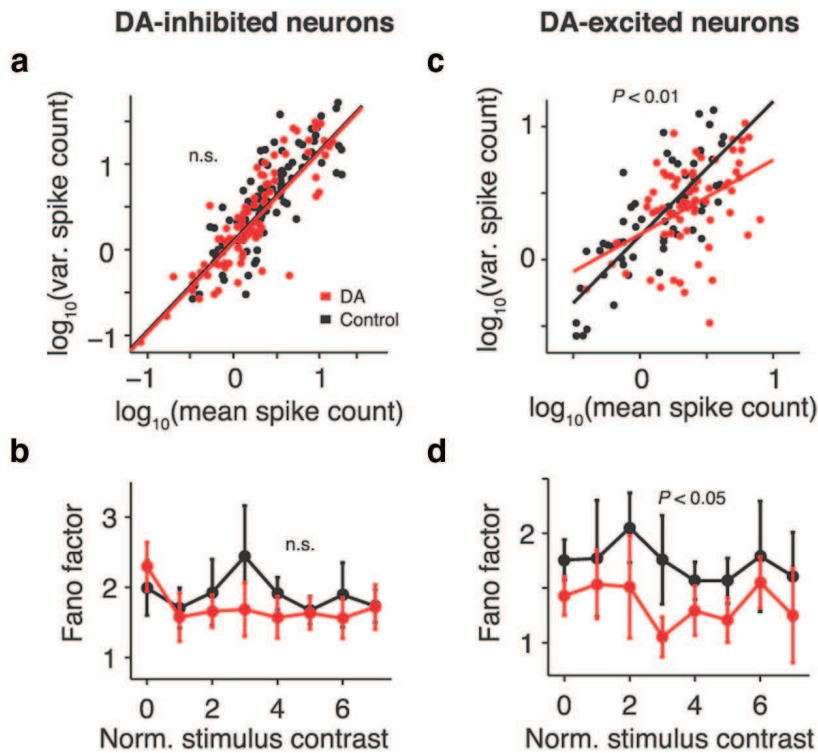 DA-inhibited neurons
DA-excited neurons
a
log10(var. spike count)
1
0
−1
n.s.
DA
Control
−1 0 1
log10(mean spike count)
c
log10(var. spike count)
1
0
P < 0.01
0 1
log10(mean spike count)
b
Fano factor
3
2
1
n.s.
0 2 4 6
Norm. stimulus contrast
d
Fano factor
2
1
P < 0.05
0 2 4 6
Norm. stimulus contrast